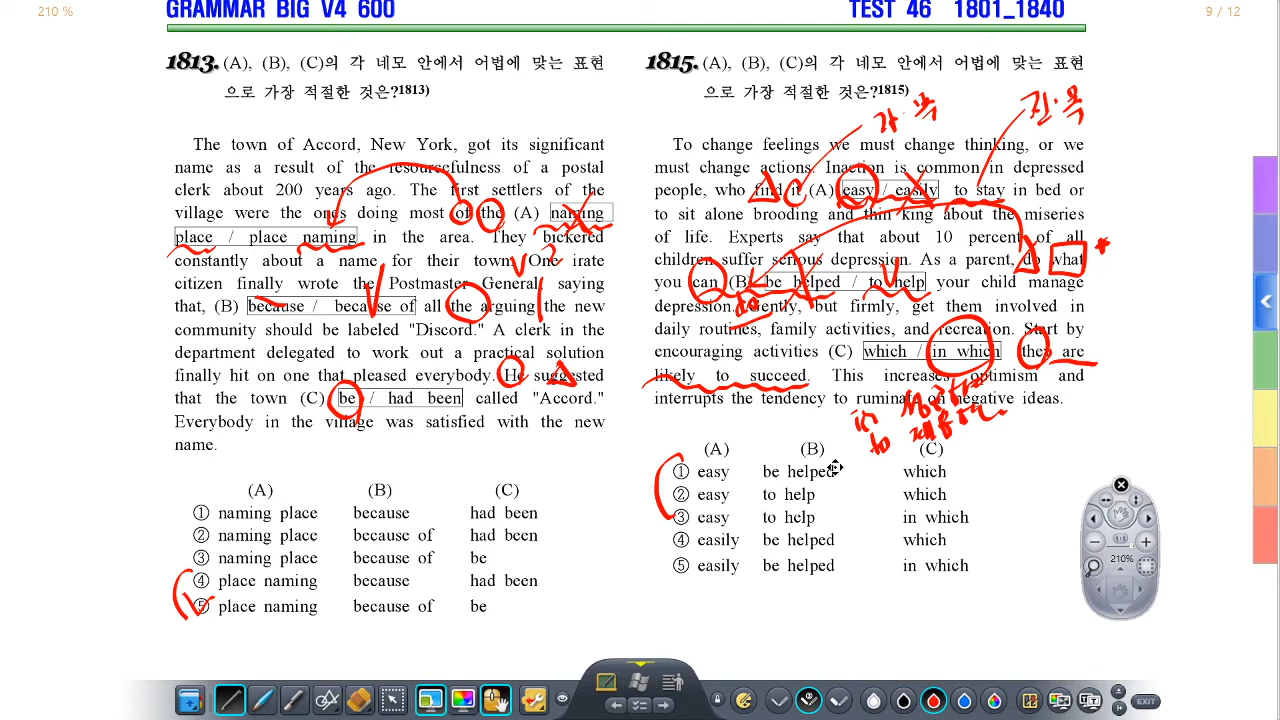 210 %
GRAMMAR BIG V4 600
TEST 46 1801_1840
9 / 12
1813. (A), (B), (C)의 각 네모 안에서 어법에 맞는 표현
으로 가장 적절한 것은?1813)
The town of Accord, New York, got its significant
name as a result of the resourcefulness of a postal
clerk about 200 years ago. The first settlers of the
village were the ones doing most of the (A) naming
place / place naming in the area. They bickered
constantly about a name for their town. One irate
citizen finally wrote the Postmaster General, saying
that, (B) because / because of all the arguing the new
community should be labeled "Discord." A clerk in the
department delegated to work out a practical solution
finally hit on one that pleased everybody. He suggested
that the town (C) be / had been called "Accord."
Everybody in the village was satisfied with the new
name.
(A) (B) (C)
① naming place because had been
② naming place because of had been
③ naming place because of be
④ place naming because had been
⑤ place naming because of be
1815. (A), (B), (C)의 각 네모 안에서 어법에 맞는 표현
으로 가장 적절한 것은?1815)
가·목
진·목
To change feelings we must change thinking, or we
must change actions. Inaction is common in depressed
people, who find it (A) easy / easily to stay in bed or
to sit alone brooding and thin king about the miseries
of life. Experts say that about 10 percent of all
children suffer serious depression. As a parent, do what
you can (B) be helped / to help your child manage
depression. Gently, but firmly, get them involved in
daily routines, family activities, and recreation. Start by
encouraging activities (C) which / in which they are
likely to succeed. This increases optimism and
interrupts the tendency to ruminate on negative ideas.
in
to
(A) (B) (C)
① easy be helped which
② easy to help which
③ easy to help in which
④ easily be helped which
⑤ easily be helped in which
1:1
210%
EXIT